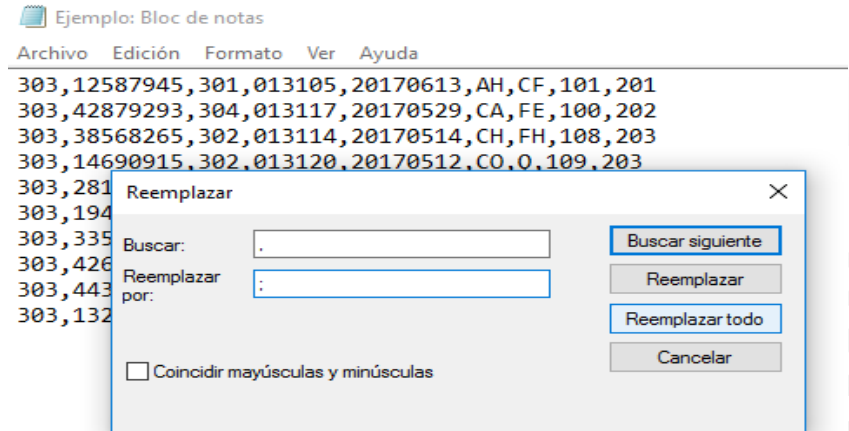 Ejemplo: Bloc de notas
Archivo Edición Formato Ver Ayuda
303,12587945,301,013105,20170613,AH,CF,101,201
303,42879293,304,013117,20170529,CA,FE,100,202
303,38568265,302,013114,20170514,CH,FH,108,203
303,14690915,302,013120,20170512,CO,Q,109,203
303,281
303,194
303,335
303,426
303,443
303,132
Reemplazar
Buscar: ,
Buscar siguiente
Reemplazar por: ;
Reemplazar
Reemplazar todo
Cancelar
Coincidir mayúsculas y minúsculas